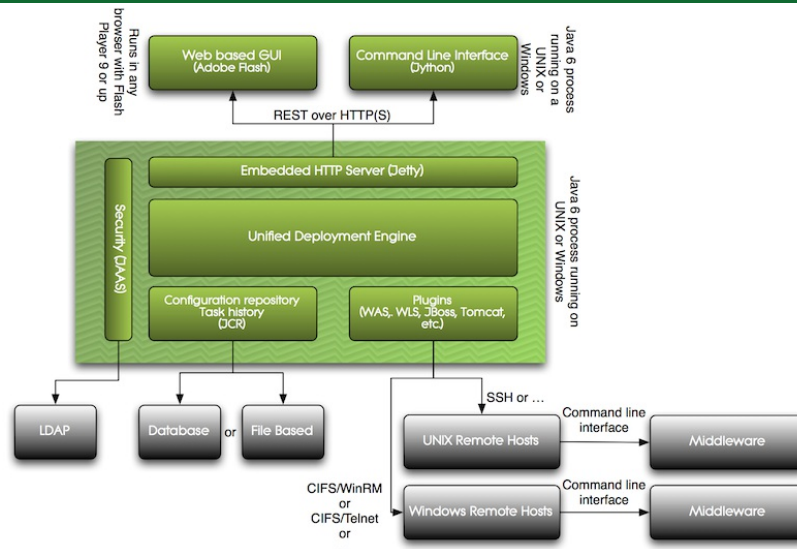 Runs in any
browser with Flash
Player 9 or up
Web based GUI
(Adobe Flash)
Command Line Interface
(Jython)
Java 6 process
running on a
UNIX or
Windows
REST over HTTP(S)
Embedded HTTP Server (Jetty)
Security (JAAS)
Unified Deployment Engine
Java 6 process running on
UNIX or Windows
Configuration repository
Task history
(JCR)
Plugins
(WAS,. WLS, JBoss, Tomcat,
etc.)
SSH or …
LDAP
Database
or
File Based
UNIX Remote Hosts
Command line
interface
Middleware
CIFS/WinRM
or
CIFS/Telnet
or
Windows Remote Hosts
Command line
interface
Middleware